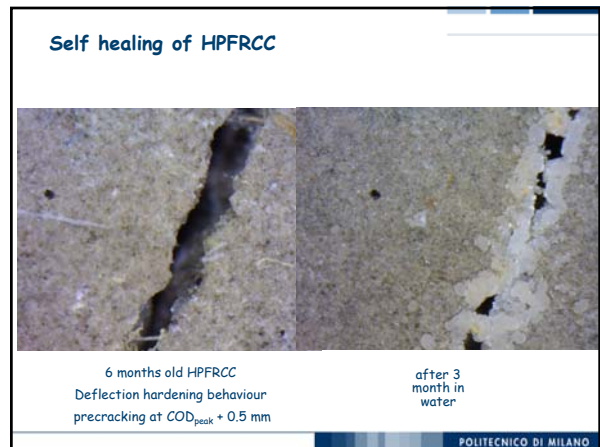 Self healing of HPFRCC
6 months old HPFRCC
Deflection hardening behaviour
precracking at CODpeak + 0.5 mm
after 3
month in
water
POLITECNICO DI MILANO